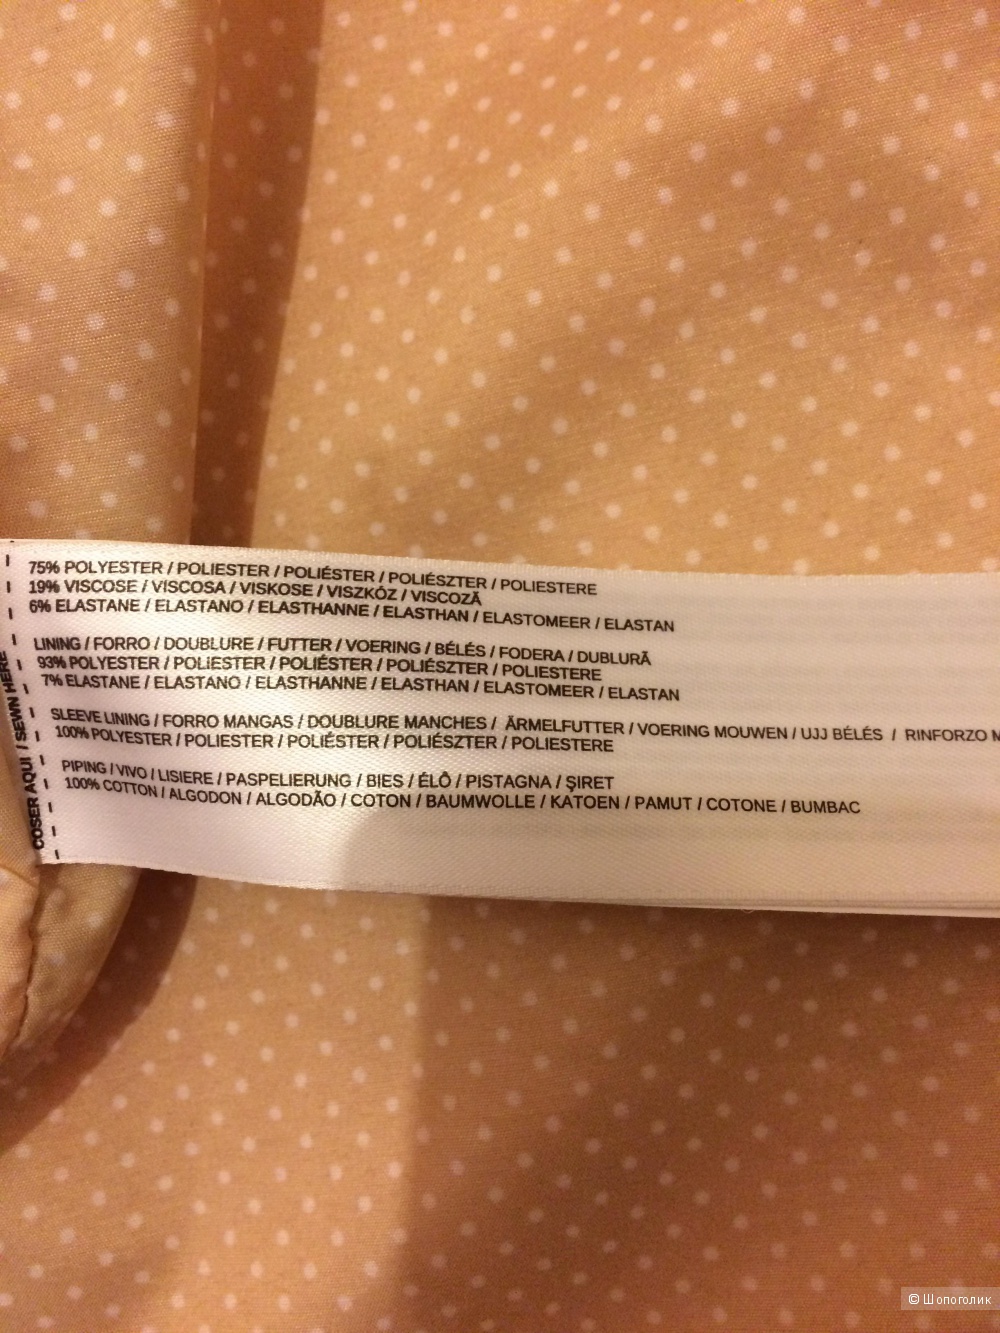 75% POLYESTER / POLIESTER / POLIÉSTER / POLIÉSZTER / POLIESTERE
19% VISCOSE / VISCOSA / VISKOSE / VISZKÓZ / VISCOZĂ
6% ELASTANE / ELASTANO / ELASTHANNE / ELASTHAN / ELASTOMEER / ELASTAN
LINING / FORRO / DOUBLURE / FUTTER / VOERING / BÉLÉS / FODERA / DUBLURĂ
93% POLYESTER / POLIESTER / POLIÉSTER / POLIÉSZTER / POLIESTERE
7% ELASTANE / ELASTANO / ELASTHANNE / ELASTHAN / ELASTOMEER / ELASTAN
SLEEVE LINING / FORRO MANGAS / DOUBLURE MANCHES / ÄRMELFUTTER / VOERING MOUWEN / UJJ BÉLÉS / RINFORZO
100% POLYESTER / POLIESTER / POLIÉSTER / POLIÉSZTER / POLIESTERE
PIPING / VIVO / LISIERE / PASPELIERUNG / BIES / ÉLŐ / PISTAGNA / ŞIRET
100% COTTON / ALGODON / ALGODÃO / COTON / BAUMWOLLE / KATOEN / PAMUT / COTONE / BUMBAC
COSER AQUI / SEWN HERE
© Шопоголик